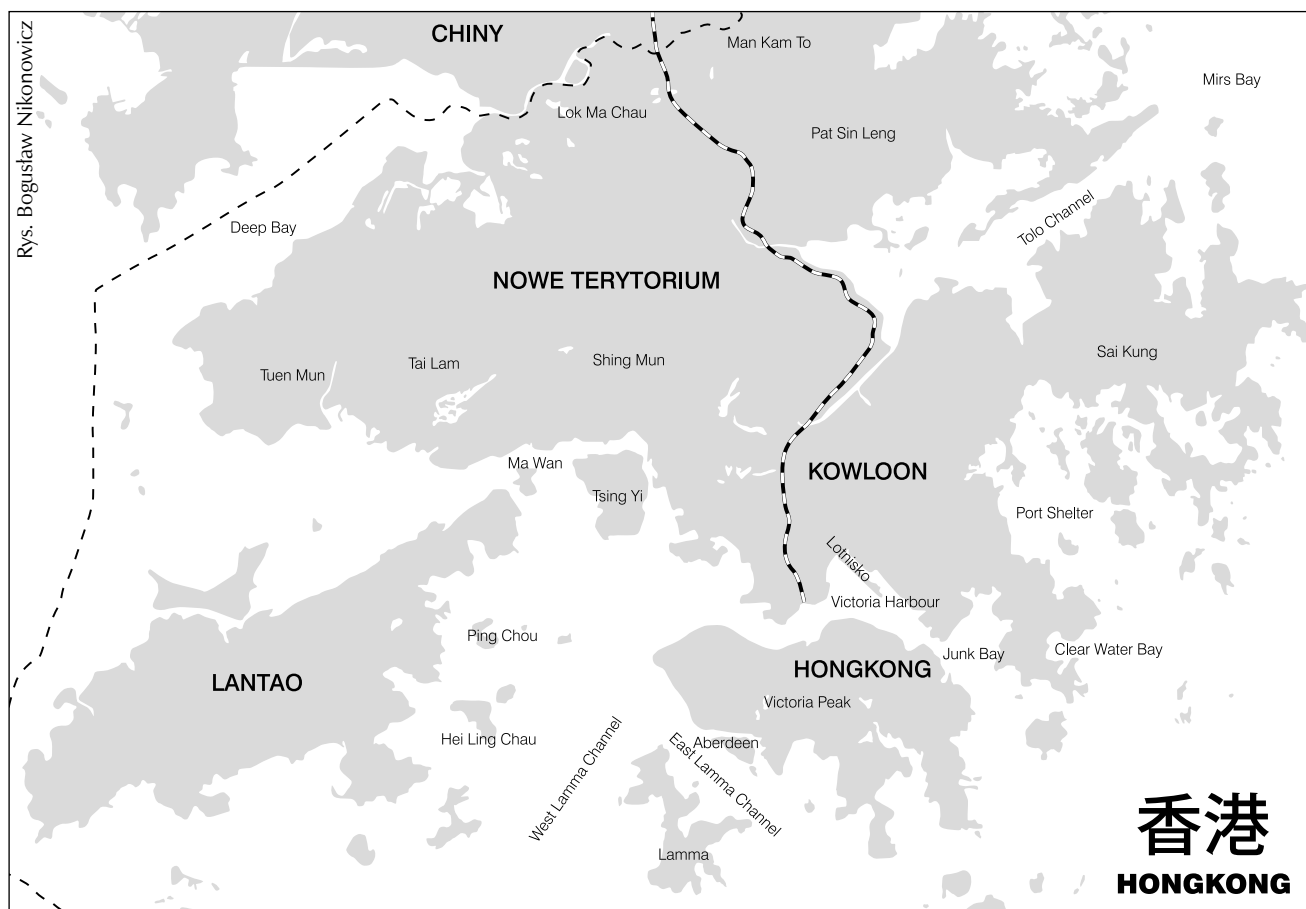 Rys. Bogusław Nikonowicz
CHINY
Man Kam To
Mirs Bay
Lok Ma Chau
Pat Sin Leng
Deep Bay
Tolo Channel
NOWE TERYTORIUM
Sai Kung
Tuen Mun
Tai Lam
Shing Mun
Ma Wan
KOWLOON
Tsing Yi
Port Shelter
Lotnisko
Victoria Harbour
Ping Chou
Junk Bay
Clear Water Bay
LANTAO
HONGKONG
Victoria Peak
Hei Ling Chau
Aberdeen
West Lamma Channel
East Lamma Channel
Lamma
香港
HONGKONG